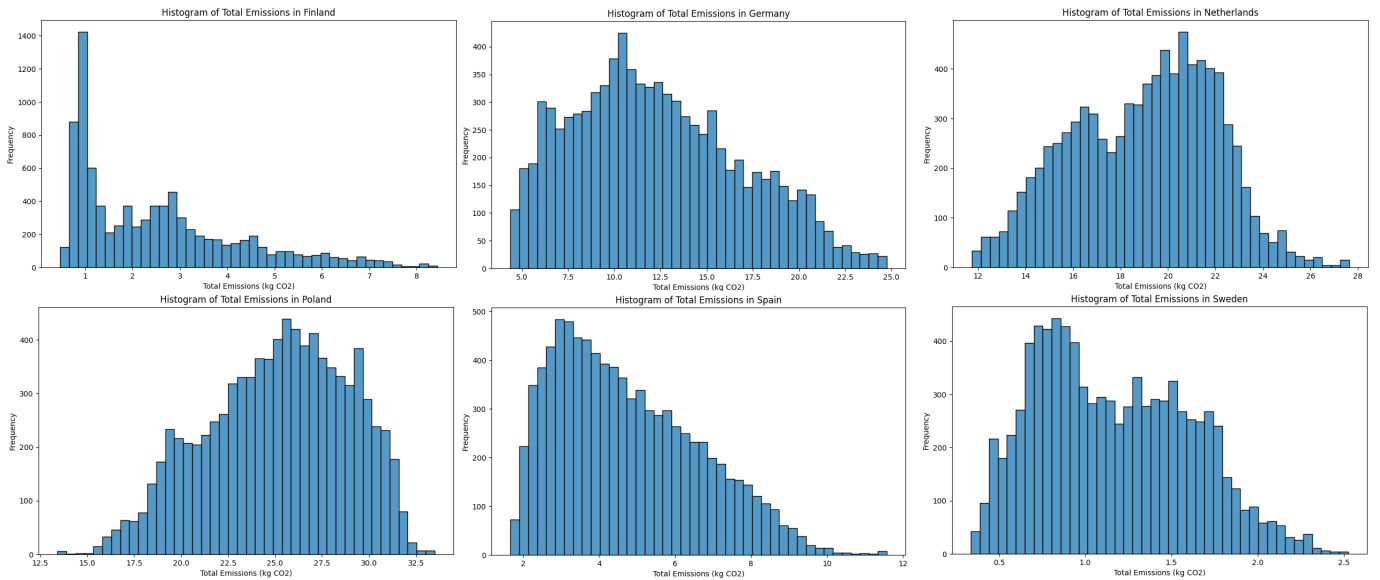 Histogram of Total Emissions in Finland
1400
1200
1000
800
600
400
200
0
Frequency
1 2 3 4 5 6 7 8
Total Emissions (kg CO2)
Histogram of Total Emissions in Germany
400
350
300
250
200
150
100
50
0
Frequency
5.0 7.5 10.0 12.5 15.0 17.5 20.0 22.5 25.0
Total Emissions (kg CO2)
Histogram of Total Emissions in Netherlands
400
300
200
100
0
Frequency
12 14 16 18 20 22 24 26 28
Total Emissions (kg CO2)
Histogram of Total Emissions in Poland
400
300
200
100
0
Frequency
12.5 15.0 17.5 20.0 22.5 25.0 27.5 30.0 32.5
Total Emissions (kg CO2)
Histogram of Total Emissions in Spain
500
400
300
200
100
0
Frequency
2 4 6 8 10 12
Total Emissions (kg CO2)
Histogram of Total Emissions in Sweden
400
300
200
100
0
Frequency
0.5 1.0 1.5 2.0 2.5
Total Emissions (kg CO2)